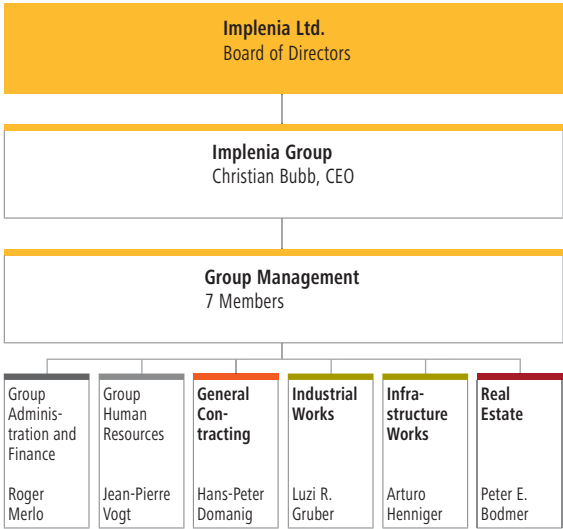 Implenia Ltd.
Board of Directors
Implenia Group
Christian Bubb, CEO
Group Management
7 Members
Group
Adminis-
tration and
Finance
Roger
Merlo
Group
Human
Resources
Jean-Pierre
Vogt
General
Con-
tracting
Hans-Peter
Domanig
Industrial
Works
Luzi R.
Gruber
Infra-
structure
Works
Arturo
Henniger
Real
Estate
Peter E.
Bodmer